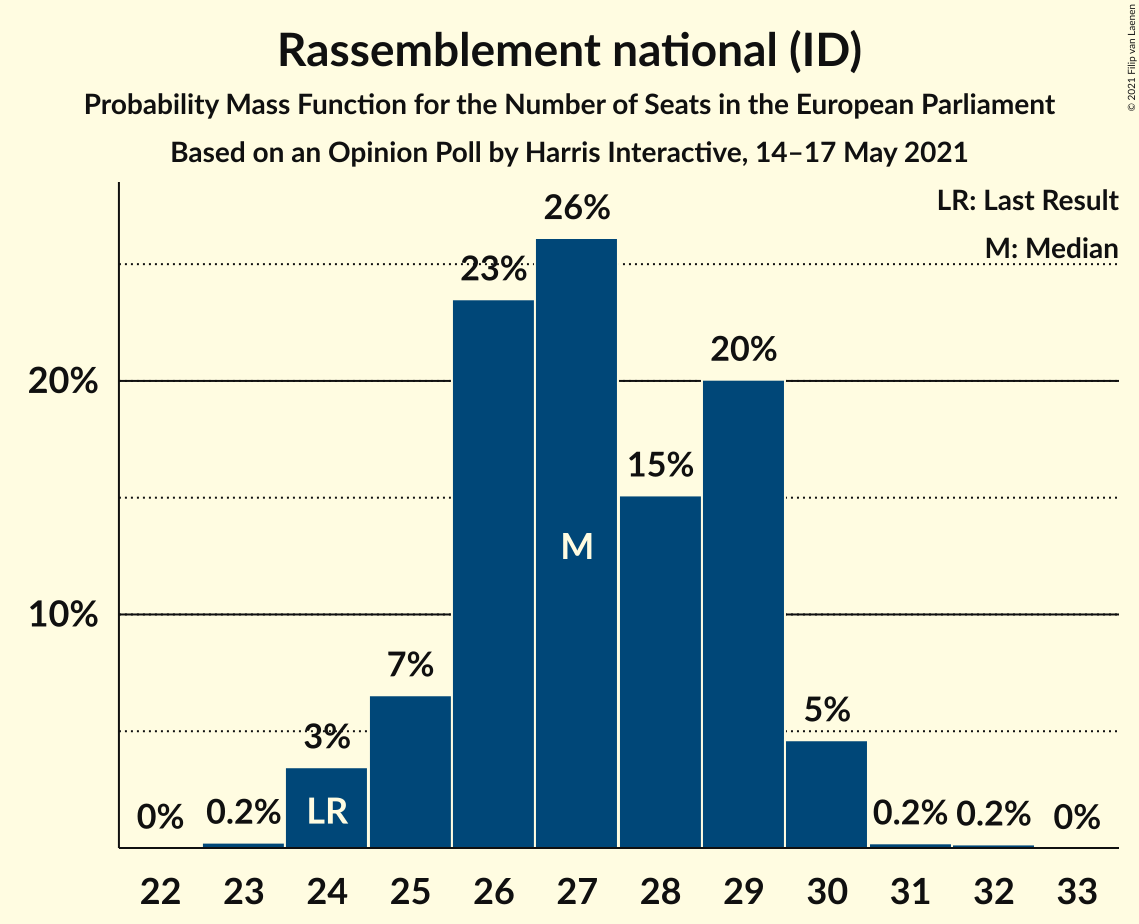 Rassemblement national (ID)
Probability Mass Function for the Number of Seats in the European Parliament
Based on an Opinion Poll by Harris Interactive, 14–17 May 2021
© 2021 Filip van Laenen
LR: Last Result
M: Median
26%
23%
20%
20%
15%
M
10%
7%
5%
3%
LR
0%
0.2%
0.2%
0.2%
0%
22 23 24 25 26 27 28 29 30 31 32 33